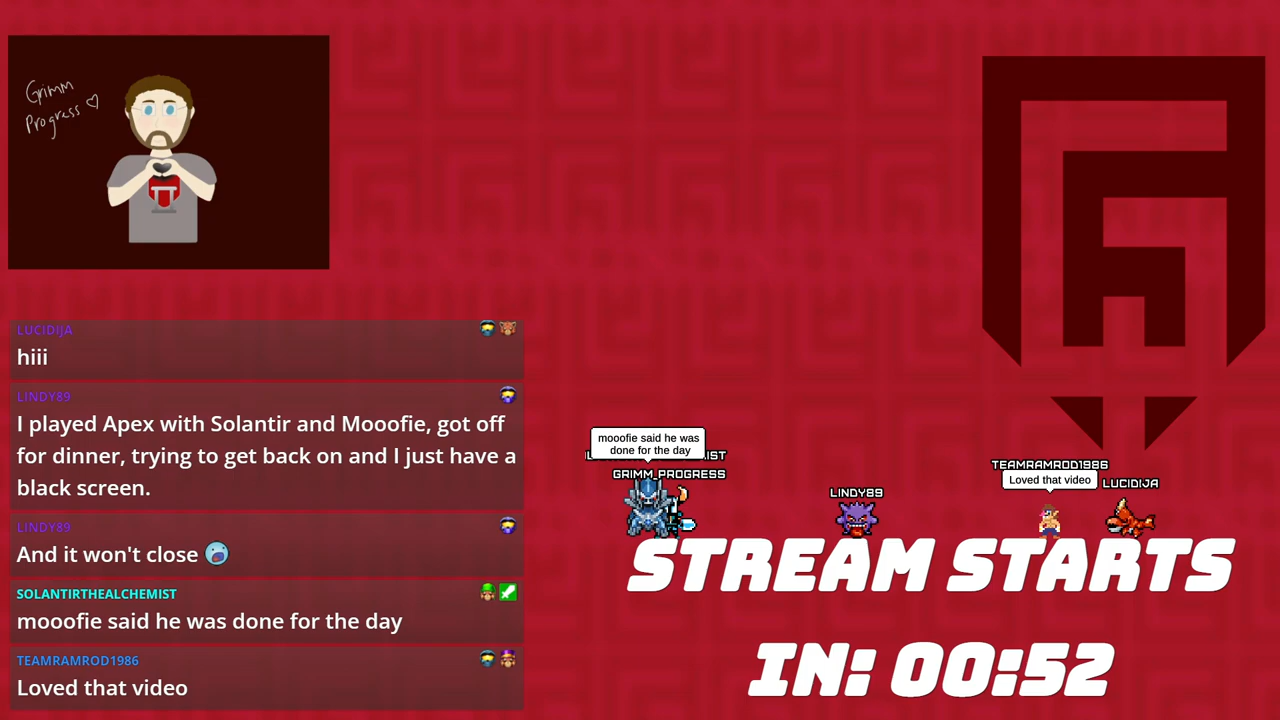 Grimm
Progress ♡
LUCIDIJA
hiii
LINDY89
I played Apex with Solantir and Mooofie, got off
for dinner, trying to get back on and I just have a
black screen.
LINDY89
And it won't close
SOLANTIRTHEALCHEMIST
mooofie said he was done for the day
TEAMRAMROD1986
Loved that video
mooofie said he was
done for the day
GRIMM_PROGRESS
LINDY89
TEAMRAMROD1986
Loved that video
LUCIDIJA
STREAM STARTS
IN: 00:52